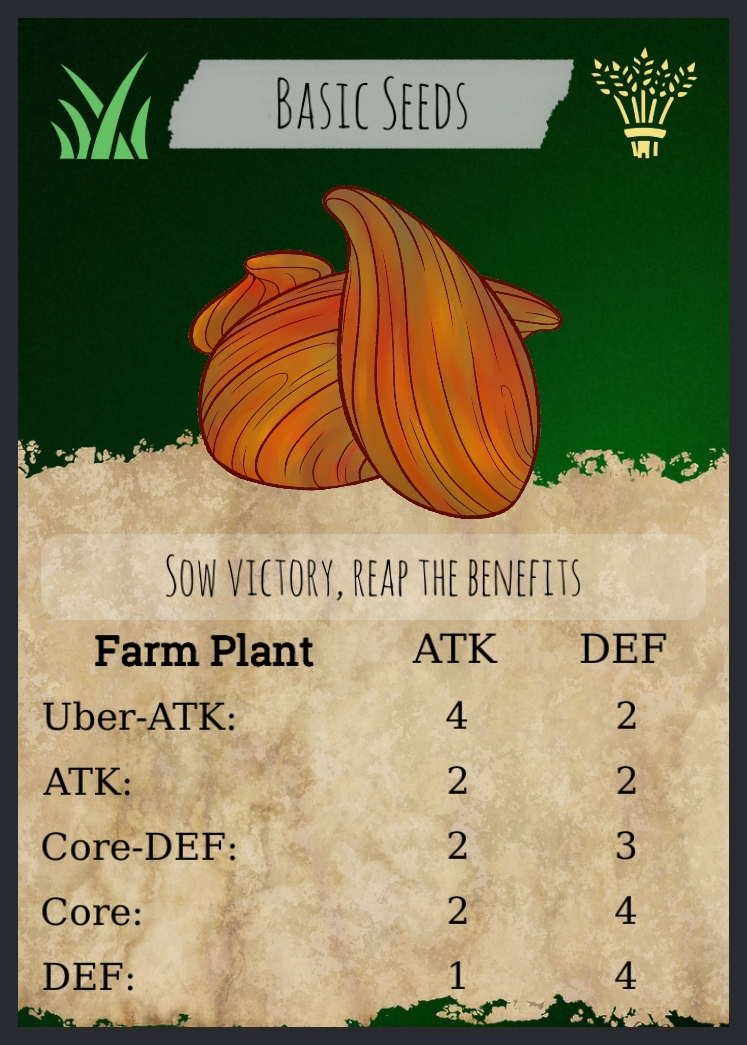 Basic Seeds
Sow victory, reap the benefits
Farm Plant ATK DEF
Uber-ATK: 4 2
ATK: 2 2
Core-DEF: 2 3
Core: 2 4
DEF: 1 4